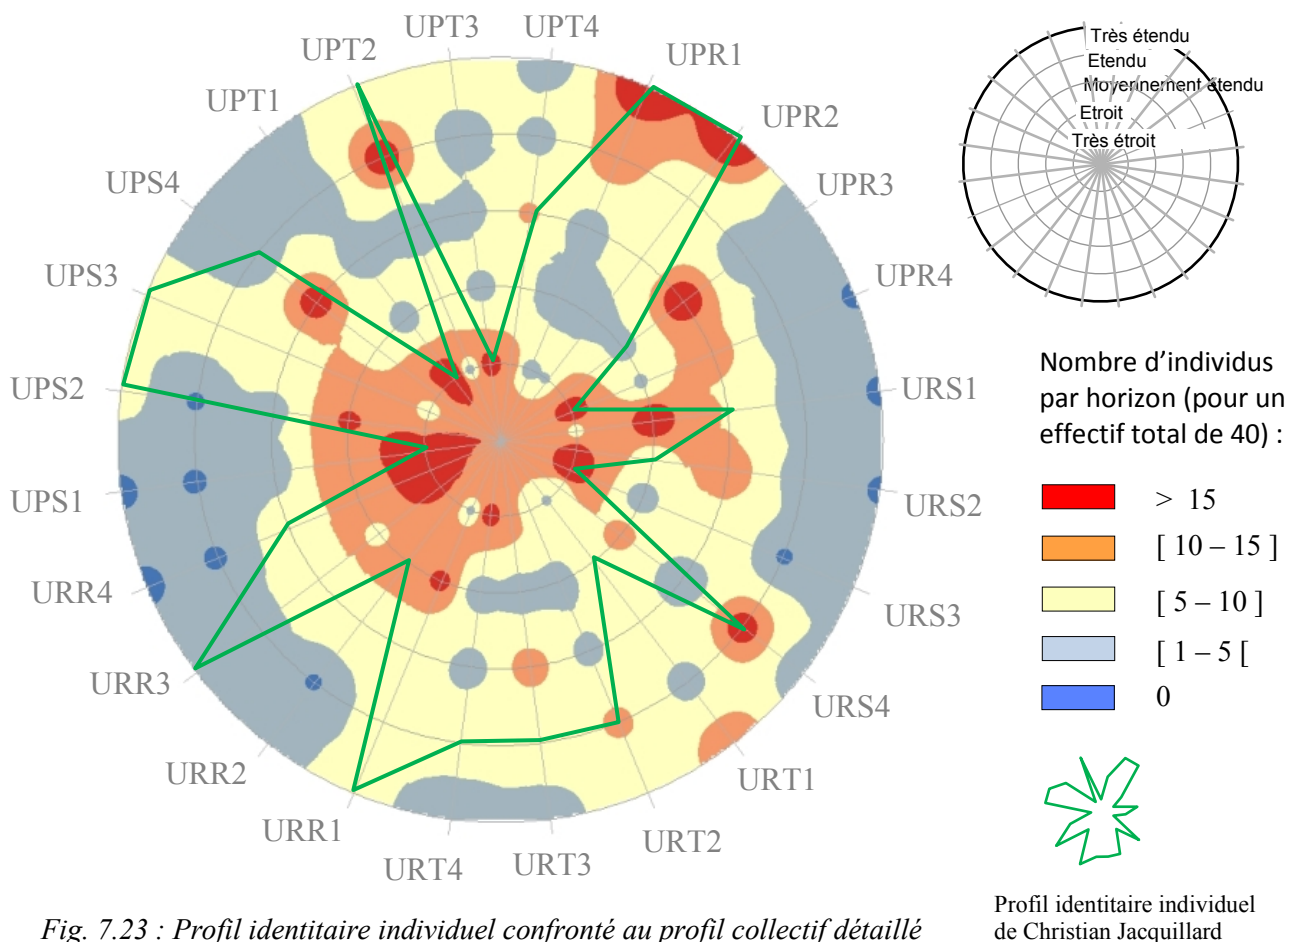 UPT3
UPT4
UPT2
UPR1
UPT1
UPR2
UPS4
UPR3
UPS3
UPR4
UPS2
URS1
UPS1
URS2
URR4
URS3
URR3
URS4
URR2
URT1
URR1
URT2
URT4
URT3
Très étendu
Etendu
Moyennement étendu
Etroit
Très étroit
Nombre d’individus
par horizon (pour un
effectif total de 40) :
> 15
[ 10 – 15 ]
[ 5 – 10 ]
[ 1 – 5 [
0
Profil identitaire individuel
de Christian Jacquillard
Fig. 7.23 : Profil identitaire individuel confronté au profil collectif détaillé